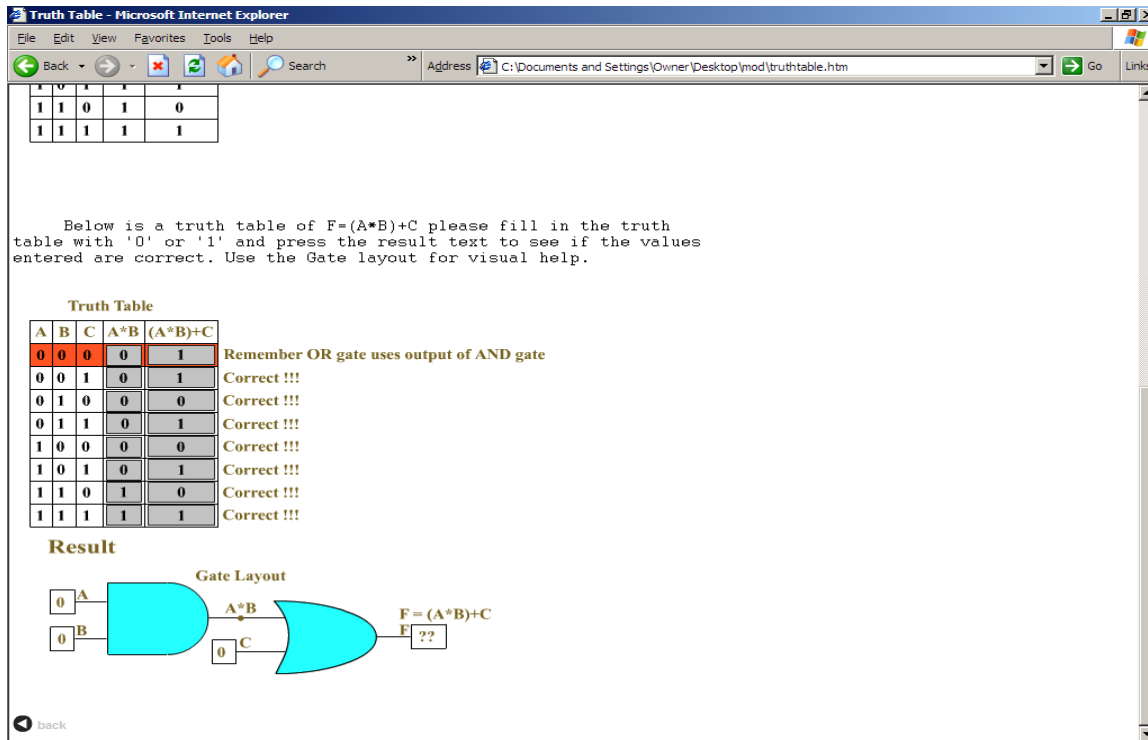 Truth Table - Microsoft Internet Explorer
File Edit View Favorites Tools Help
Back Search » Address C:\Documents and Settings\Owner\Desktop\mod\truthtable.htm Go Links
1 0 1 1 1
1 1 0 1 0
1 1 1 1 1
Below is a truth table of F=(A*B)+C please fill in the truth
table with '0' or '1' and press the result text to see if the values
entered are correct. Use the Gate layout for visual help.
Truth Table
A B C A*B (A*B)+C
0 0 0 0 1 Remember OR gate uses output of AND gate
0 0 1 0 1 Correct !!!
0 1 0 0 0 Correct !!!
0 1 1 0 1 Correct !!!
1 0 0 0 0 Correct !!!
1 0 1 0 1 Correct !!!
1 1 0 1 0 Correct !!!
1 1 1 1 1 Correct !!!
Result
Gate Layout
0 A
A*B
F = (A*B)+C
0 B
F ??
0 C
back